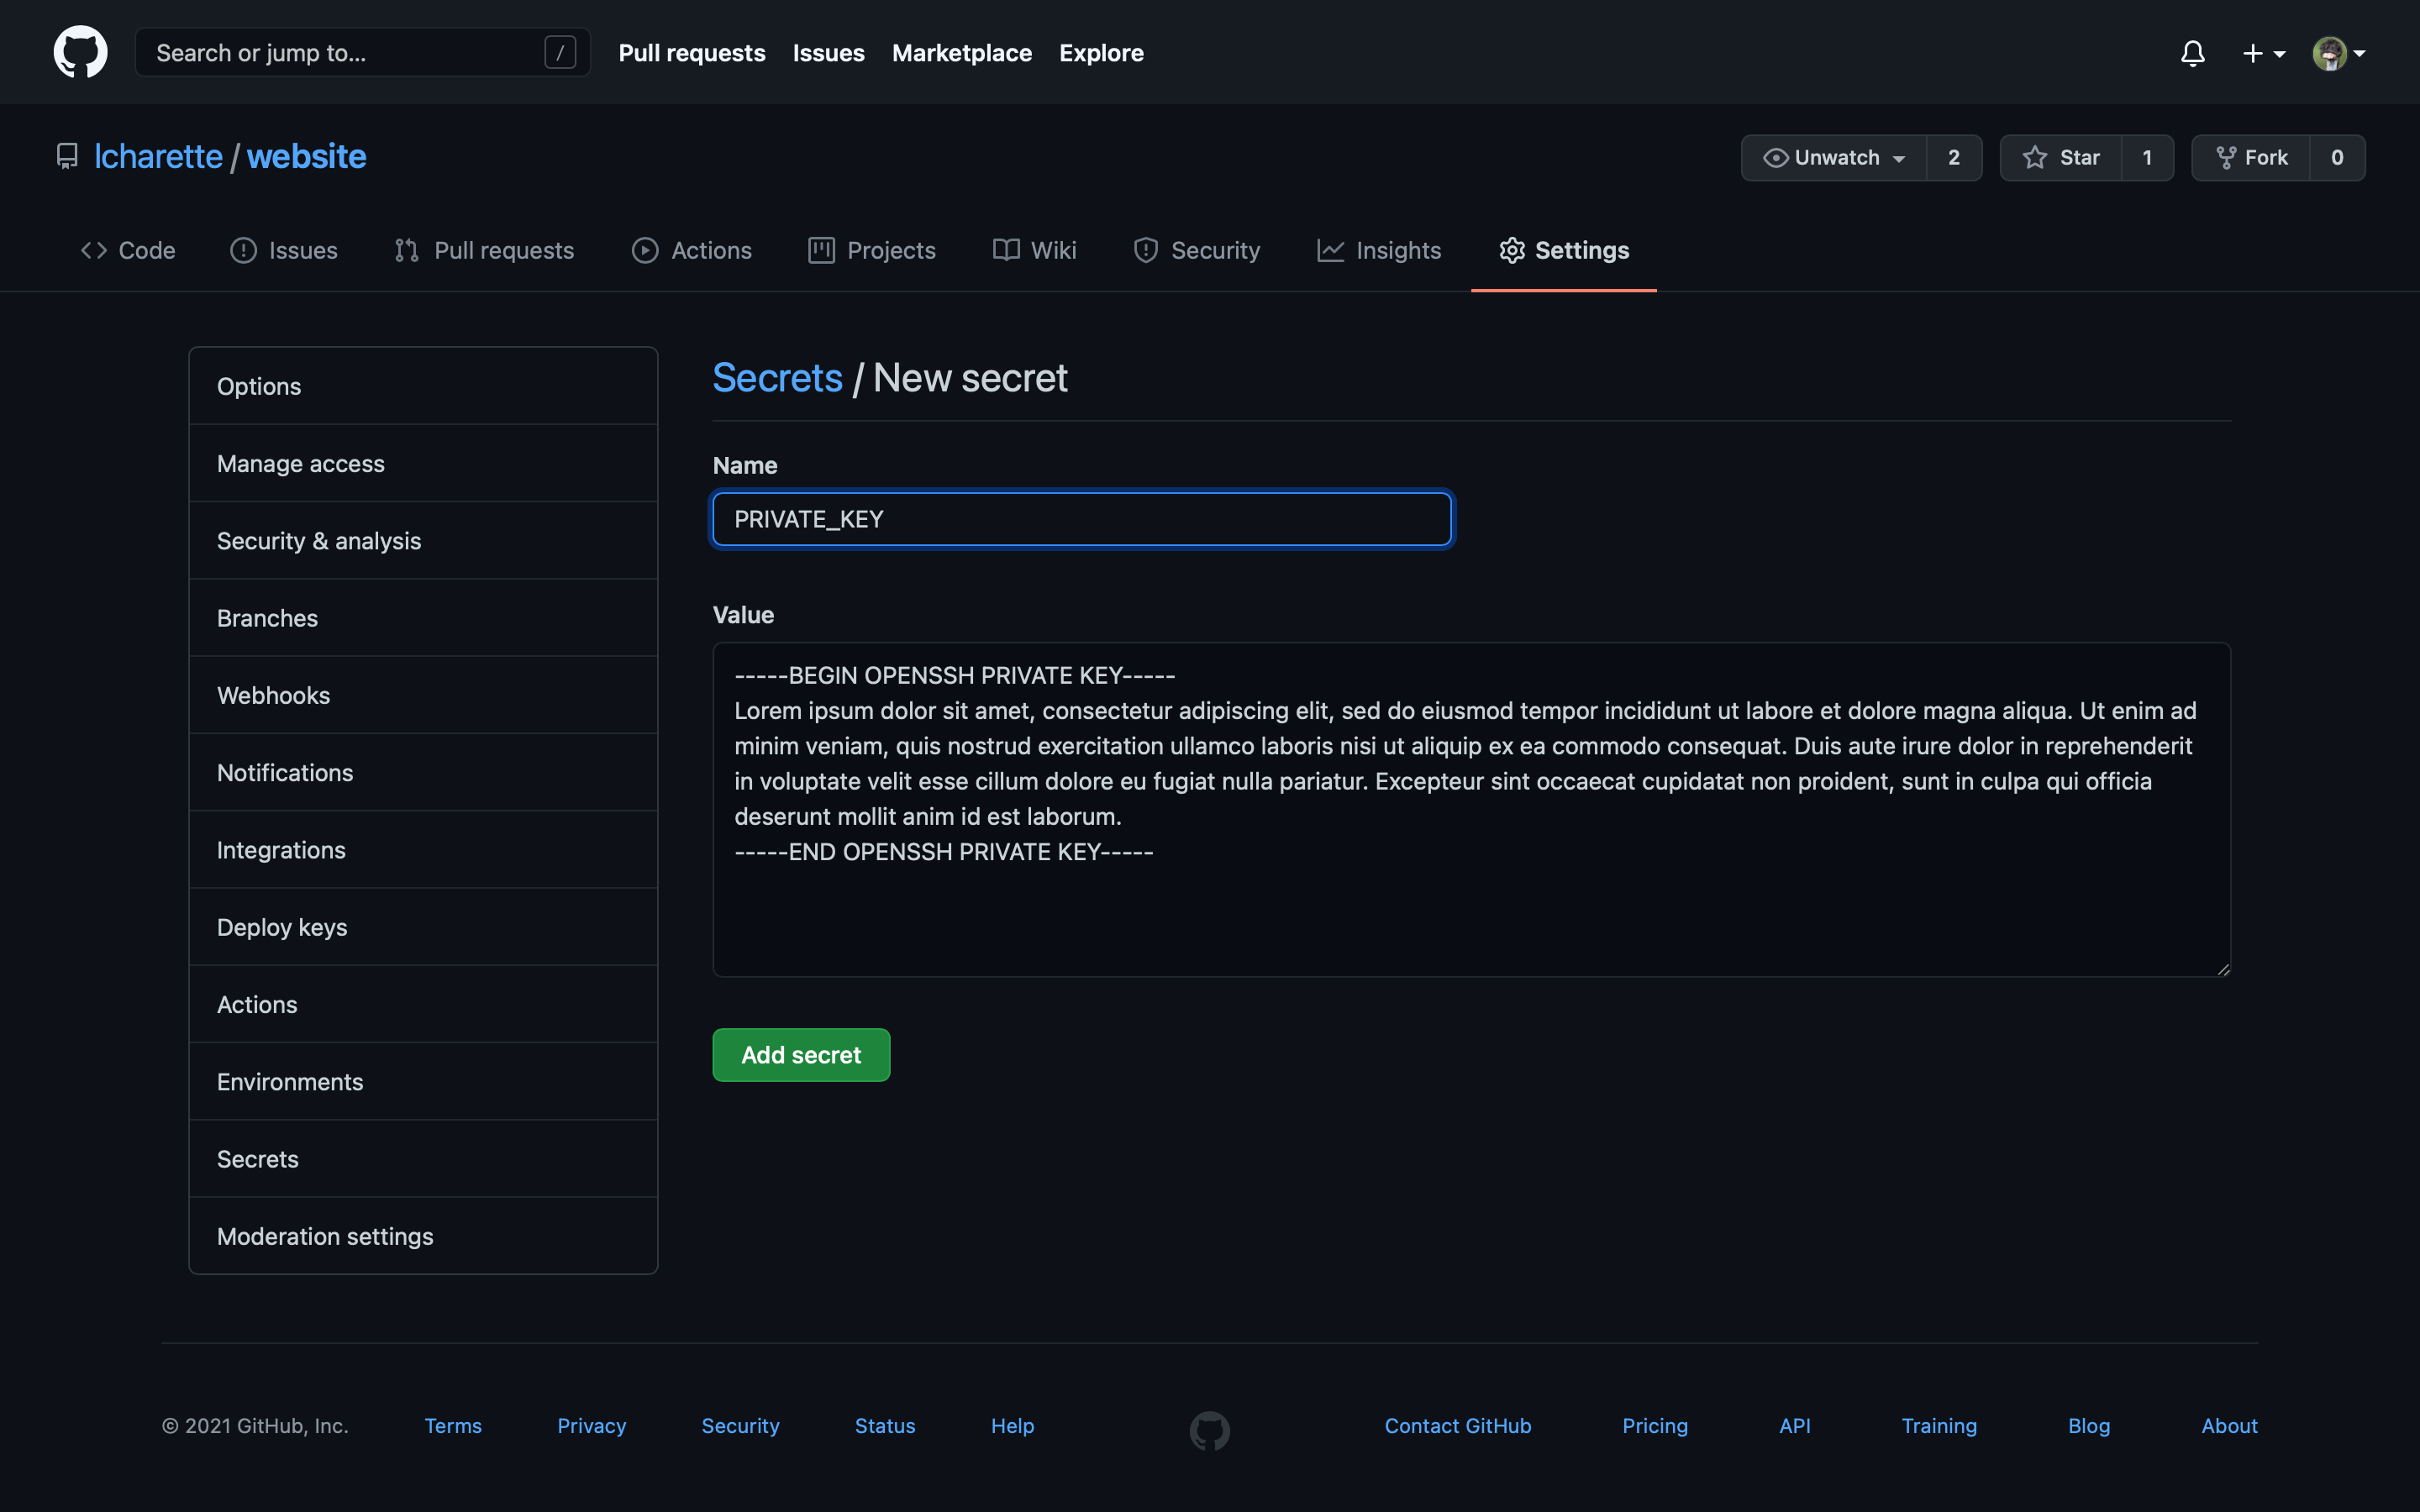 Search or jump to... /
Pull requests Issues Marketplace Explore
lcharette / website
Unwatch 2 Star 1 Fork 0
Code Issues Pull requests Actions Projects Wiki Security Insights Settings
Options
Manage access
Security & analysis
Branches
Webhooks
Notifications
Integrations
Deploy keys
Actions
Environments
Secrets
Moderation settings
Secrets / New secret
Name
PRIVATE_KEY
Value
-----BEGIN OPENSSH PRIVATE KEY-----
Lorem ipsum dolor sit amet, consectetur adipiscing elit, sed do eiusmod tempor incididunt ut labore et dolore magna aliqua. Ut enim ad
minim veniam, quis nostrud exercitation ullamco laboris nisi ut aliquip ex ea commodo consequat. Duis aute irure dolor in reprehenderit
in voluptate velit esse cillum dolore eu fugiat nulla pariatur. Excepteur sint occaecat cupidatat non proident, sunt in culpa qui officia
deserunt mollit anim id est laborum.
-----END OPENSSH PRIVATE KEY-----
Add secret
© 2021 GitHub, Inc. Terms Privacy Security Status Help Contact GitHub Pricing API Training Blog About